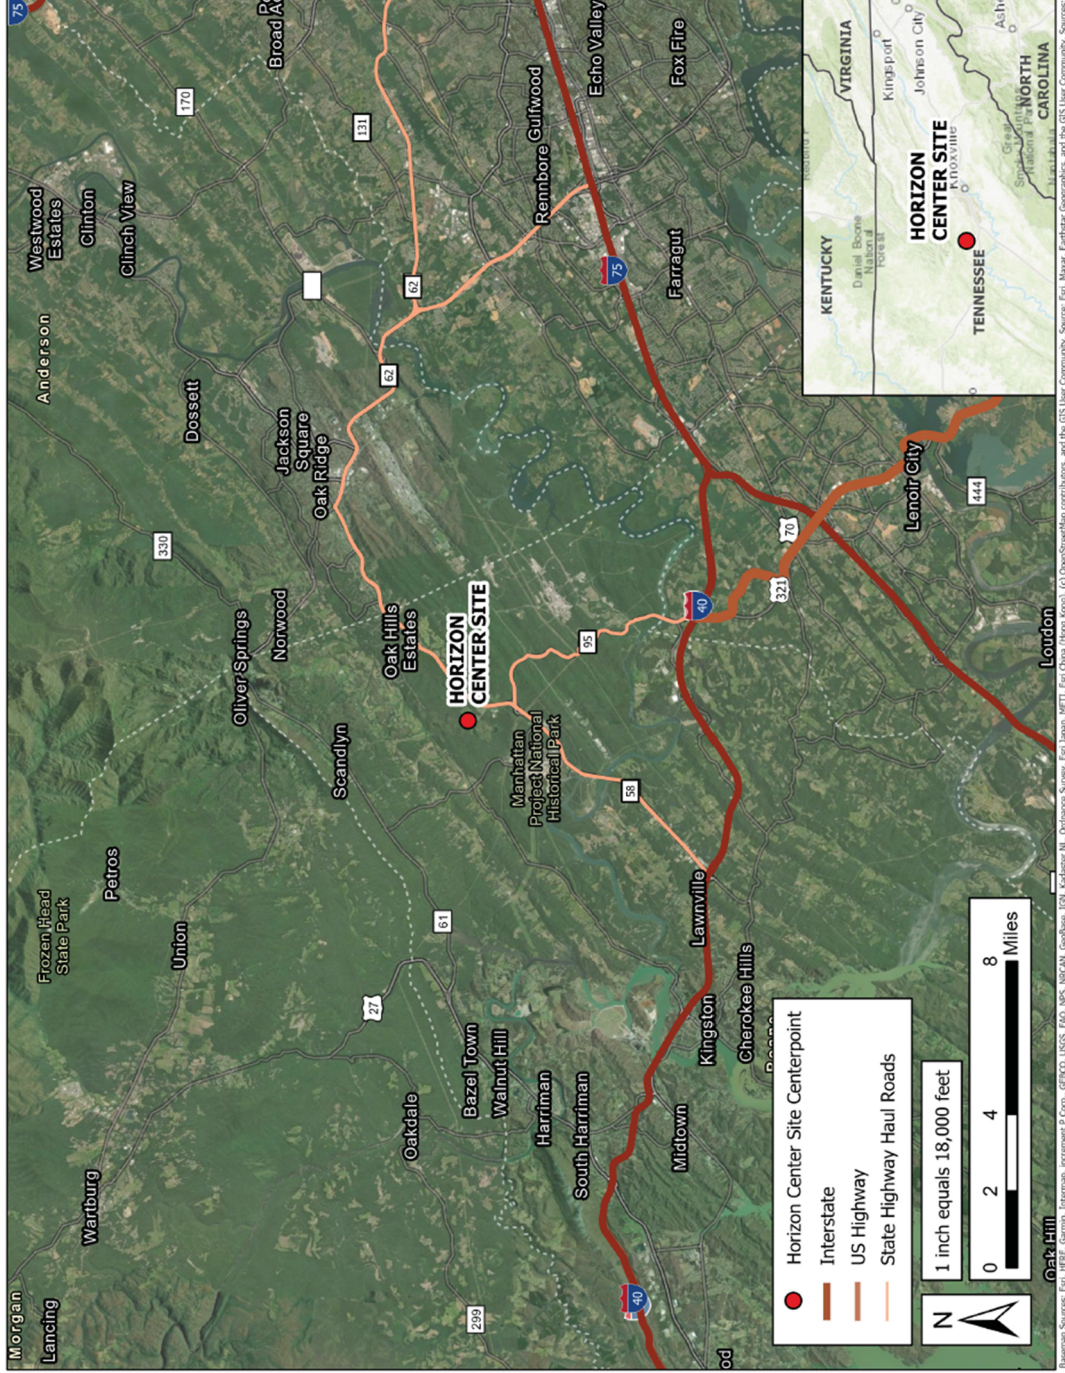 Morgan
Lancing
Wartburg
299
Frozen Head
State Park
Petros
Union
27
61
Oakdale
Bazel Town
Walnut Hill
Harriman
South Harriman
Midtown
Kingston
Cherokee Hills
Lawnville
40
Anderson
Westwood
Estates
Clinton
Clinch View
Dossett
330
170
75
131
Jackson
Square
Oak Ridge
Oliver Springs
Norwood
Scandlyn
Oak Hills
Estates
HORIZON
CENTER SITE
Manhattan
Project National
Historical Park
62
62
95
58
40
Rennbore Gulfwood
Echo Valley
Fox Fire
75
Farragut
70
321
Lenoir City
444
Loudon
Oak Hill
Horizon Center Site Centerpoint
Interstate
US Highway
State Highway Haul Roads
1 inch equals 18,000 feet
N
0 2 4 8
Miles
KENTUCKY
VIRGINIA
Daniel Boone
National
Forest
Kingsport
Johnson City
HORIZON
CENTER SITE
Knoxville
TENNESSEE
NORTH
CAROLINA